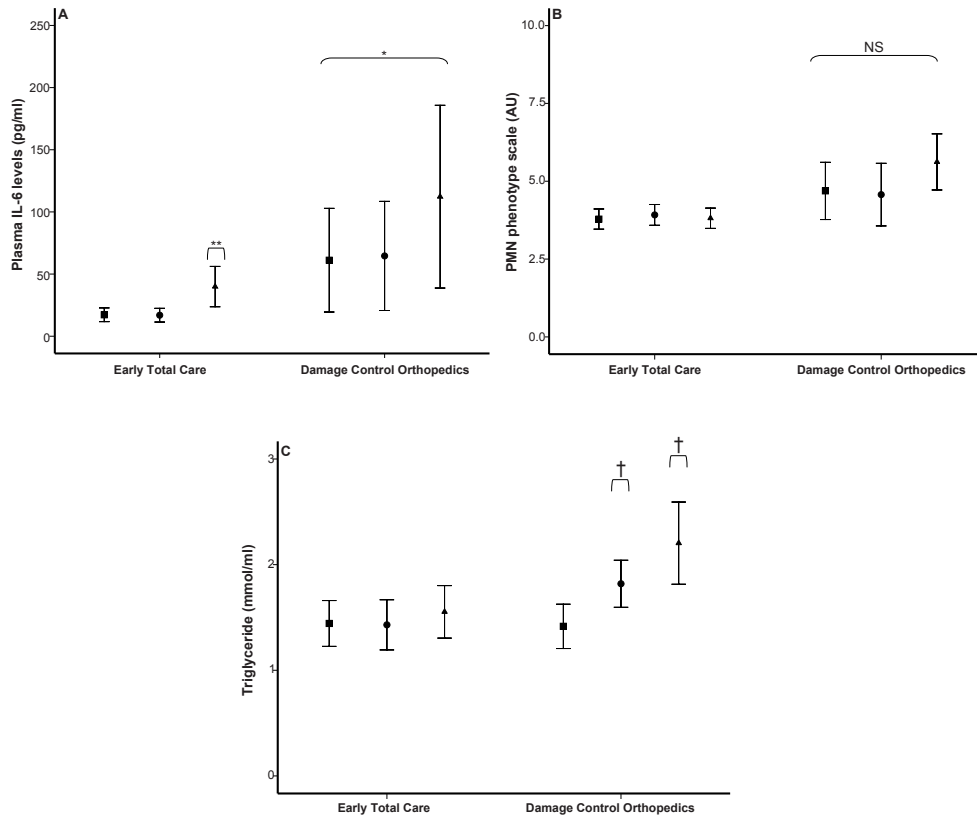 A
Plasma IL-6 levels (pg/ml)
250
200
150
100
50
0
**
*
Early Total Care
Damage Control Orthopedics
B
PMN phenotype scale (AU)
10.0
7.5
5.0
2.5
0.0
NS
Early Total Care
Damage Control Orthopedics
C
Triglyceride (mmol/ml)
3
2
1
0
†
†
Early Total Care
Damage Control Orthopedics